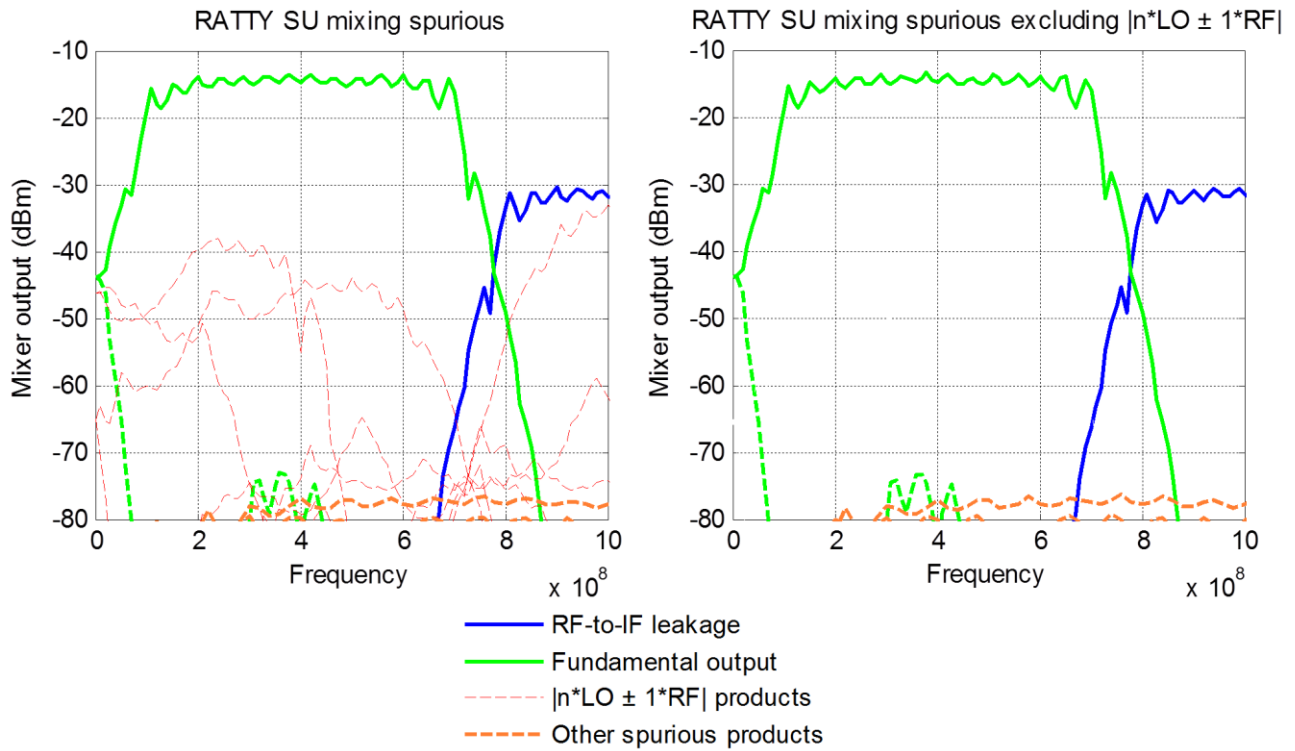 RATTY SU mixing spurious
RATTY SU mixing spurious excluding |n*LO ± 1*RF|
-10
-20
-30
-40
-50
-60
-70
-80
Mixer output (dBm)
0
2
4
6
8
10
Frequency
x 10^8
-10
-20
-30
-40
-50
-60
-70
-80
Mixer output (dBm)
0
2
4
6
8
10
Frequency
x 10^8
RF-to-IF leakage
Fundamental output
|n*LO ± 1*RF| products
Other spurious products